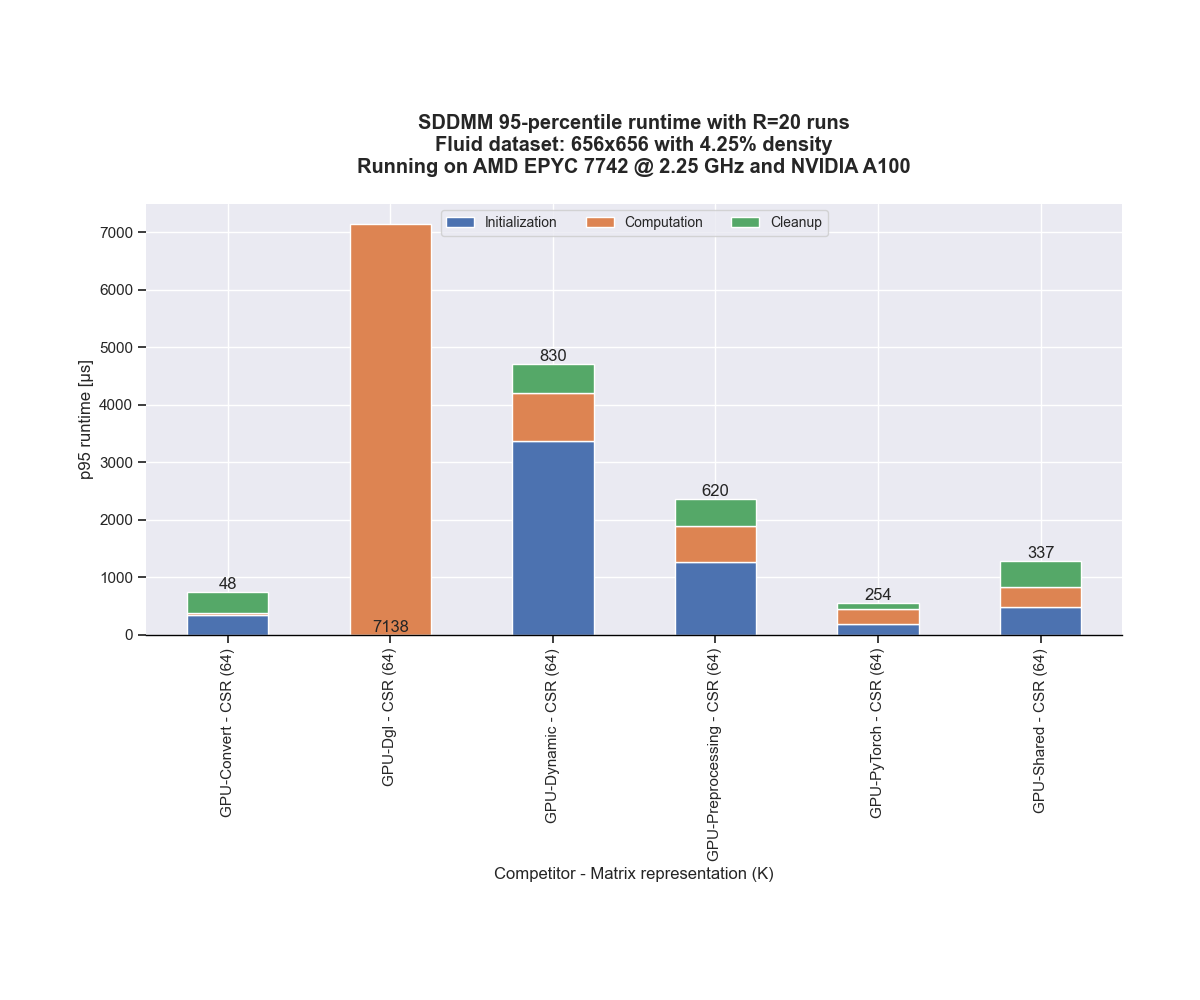 SDDMM 95-percentile runtime with R=20 runs
Fluid dataset: 656x656 with 4.25% density
Running on AMD EPYC 7742 @ 2.25 GHz and NVIDIA A100
Initialization
Computation
Cleanup
p95 runtime [µs]
7000
6000
5000
4000
3000
2000
1000
0
48
7138
830
620
254
337
GPU-Convert - CSR (64)
GPU-Dgl - CSR (64)
GPU-Dynamic - CSR (64)
GPU-Preprocessing - CSR (64)
GPU-PyTorch - CSR (64)
GPU-Shared - CSR (64)
Competitor - Matrix representation (K)